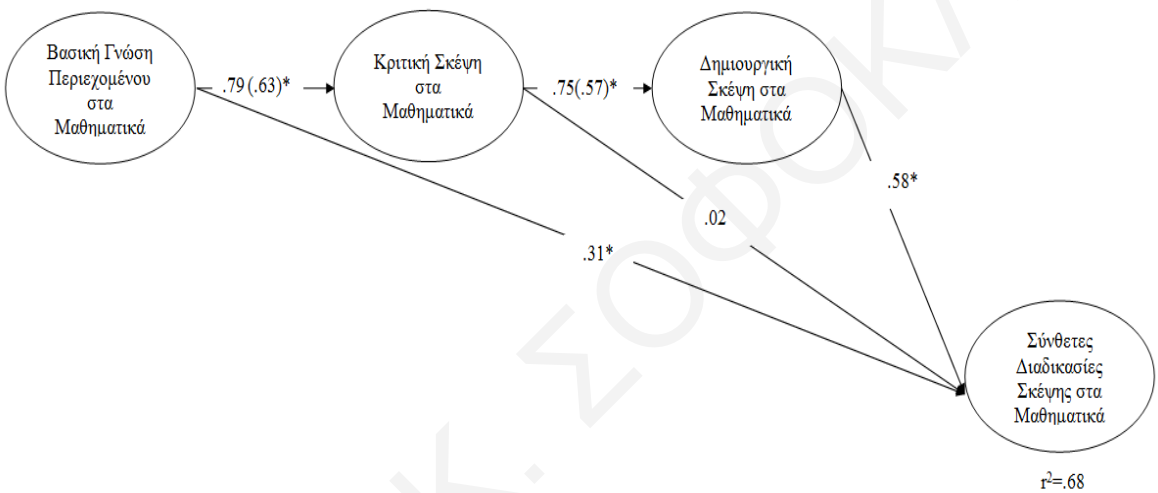 Βασική Γνώση
Περιεχομένου
στα
Μαθηματικά
.79 (.63)*
Κριτική Σκέψη
στα
Μαθηματικά
.75(.57)*
Δημιουργική
Σκέψη στα
Μαθηματικά
.58*
.02
.31*
Σύνθετες
Διαδικασίες
Σκέψης στα
Μαθηματικά
r²=.68
Κ. ΣΟΦΟΚΛ